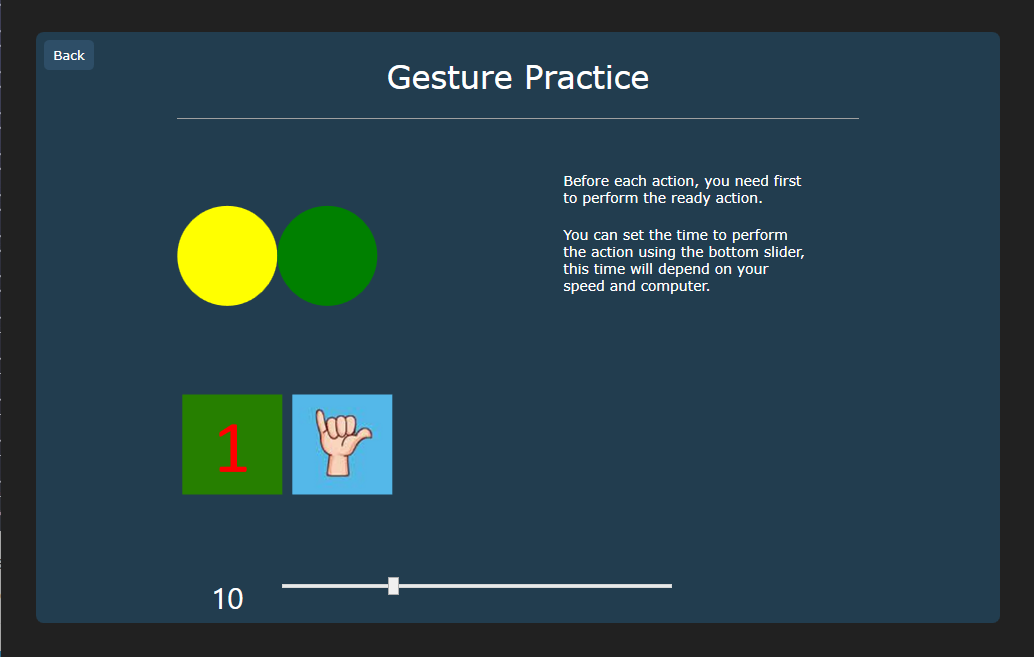 Back
Gesture Practice
Before each action, you need first
to perform the ready action.
You can set the time to perform
the action using the bottom slider,
this time will depend on your
speed and computer.
1
10